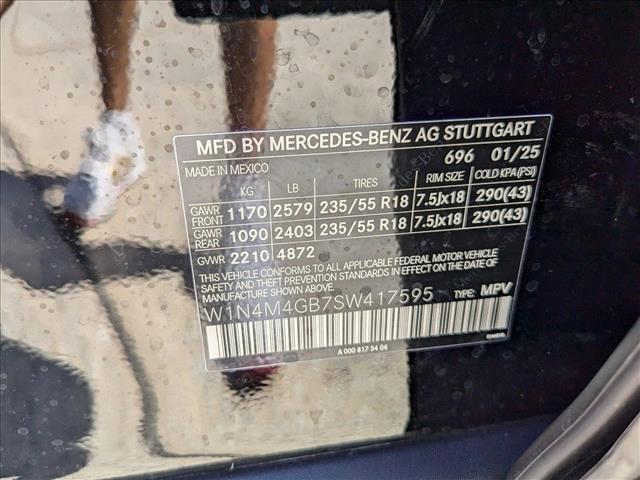 MFD BY MERCEDES-BENZ AG STUTTGART
MADE IN MEXICO 696 01/25
KG LB TIRES RIM SIZE COLD KPA(PSI)
GAWR FRONT 1170 2579 235/55 R18 7.5Jx18 290(43)
GAWR REAR 1090 2403 235/55 R18 7.5Jx18 290(43)
GVWR 2210 4872
THIS VEHICLE CONFORMS TO ALL APPLICABLE FEDERAL MOTOR VEHICLE
SAFETY AND THEFT PREVENTION STANDARDS IN EFFECT ON THE DATE OF
MANUFACTURE SHOWN ABOVE.
W1N4M4GB7SW417595 TYPE: MPV
A 000 817 54 04